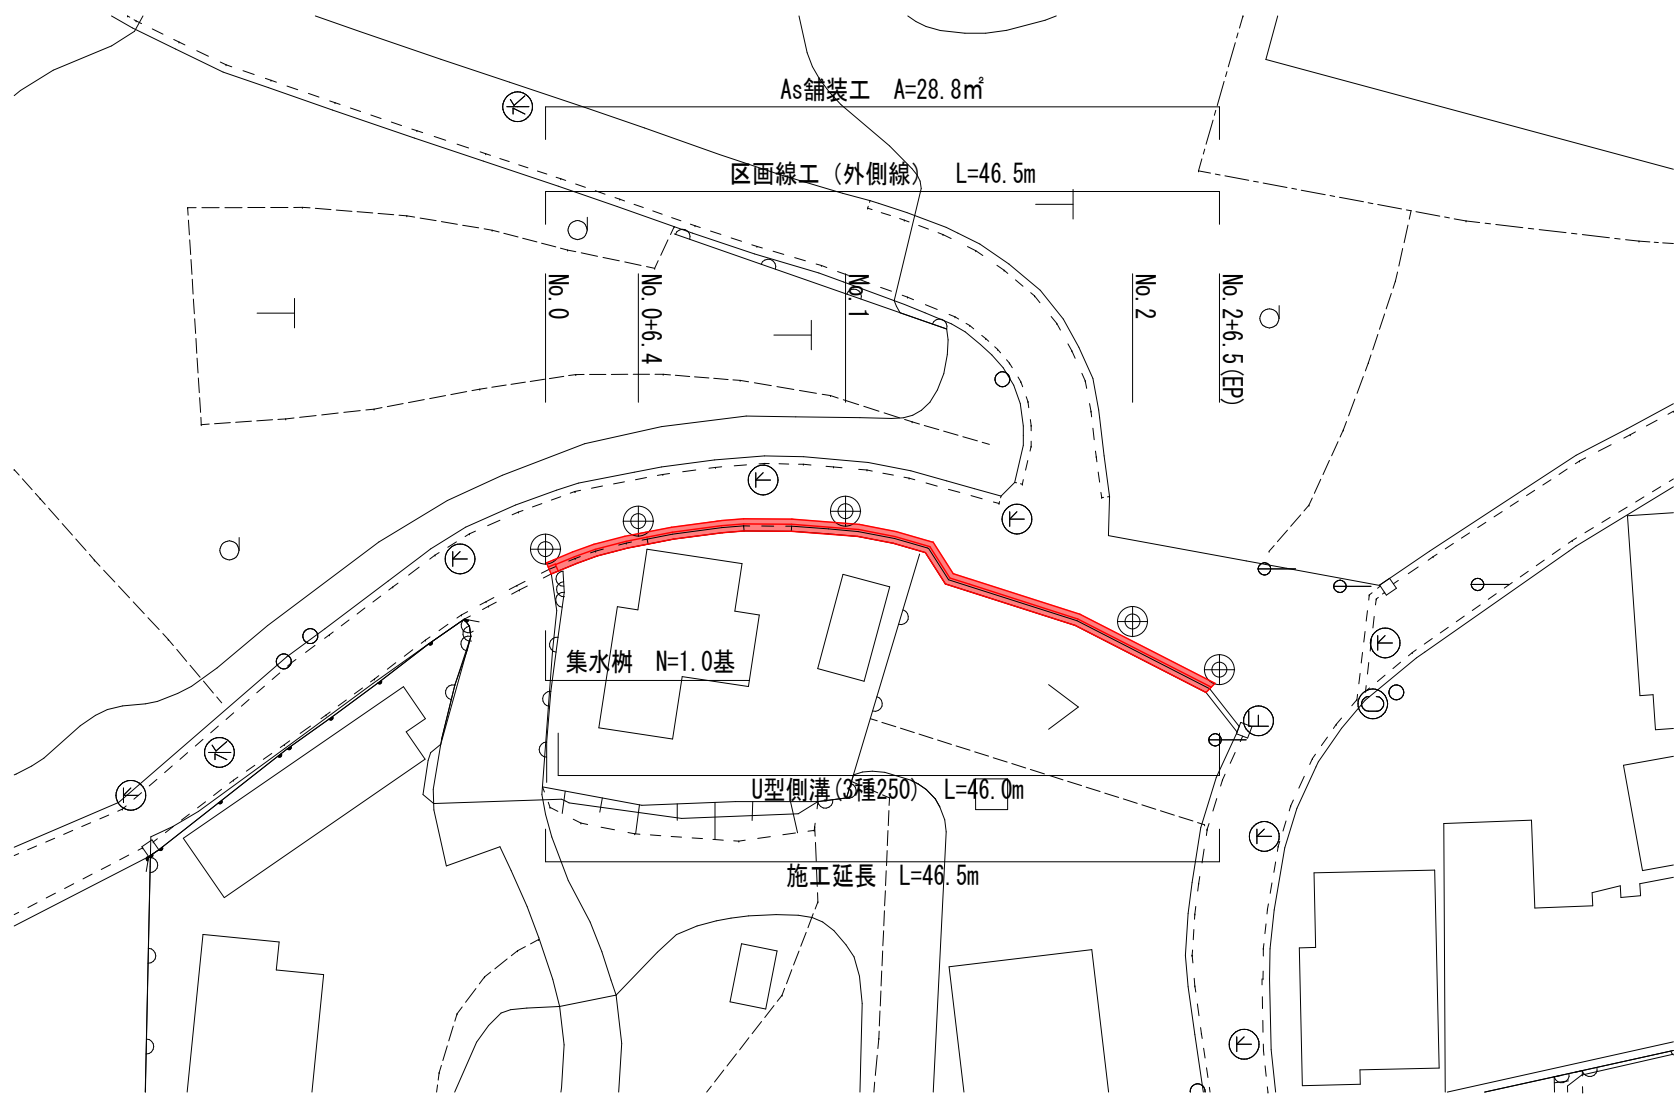 As舗装工　A=28.8㎡
区画線工（外側線）　L=46.5m
No.0
No.0+6.4
No.1
No.2
No.2+6.5(EP)
集水桝　N=1.0基
U型側溝(3種250)　L=46.0m
施工延長　L=46.5m